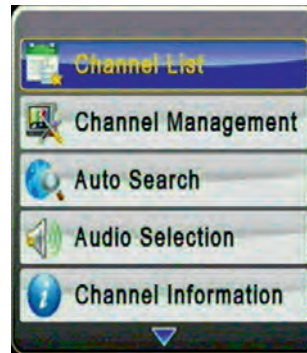 Channel List
Channel Management
Auto Search
Audio Selection
Channel Information